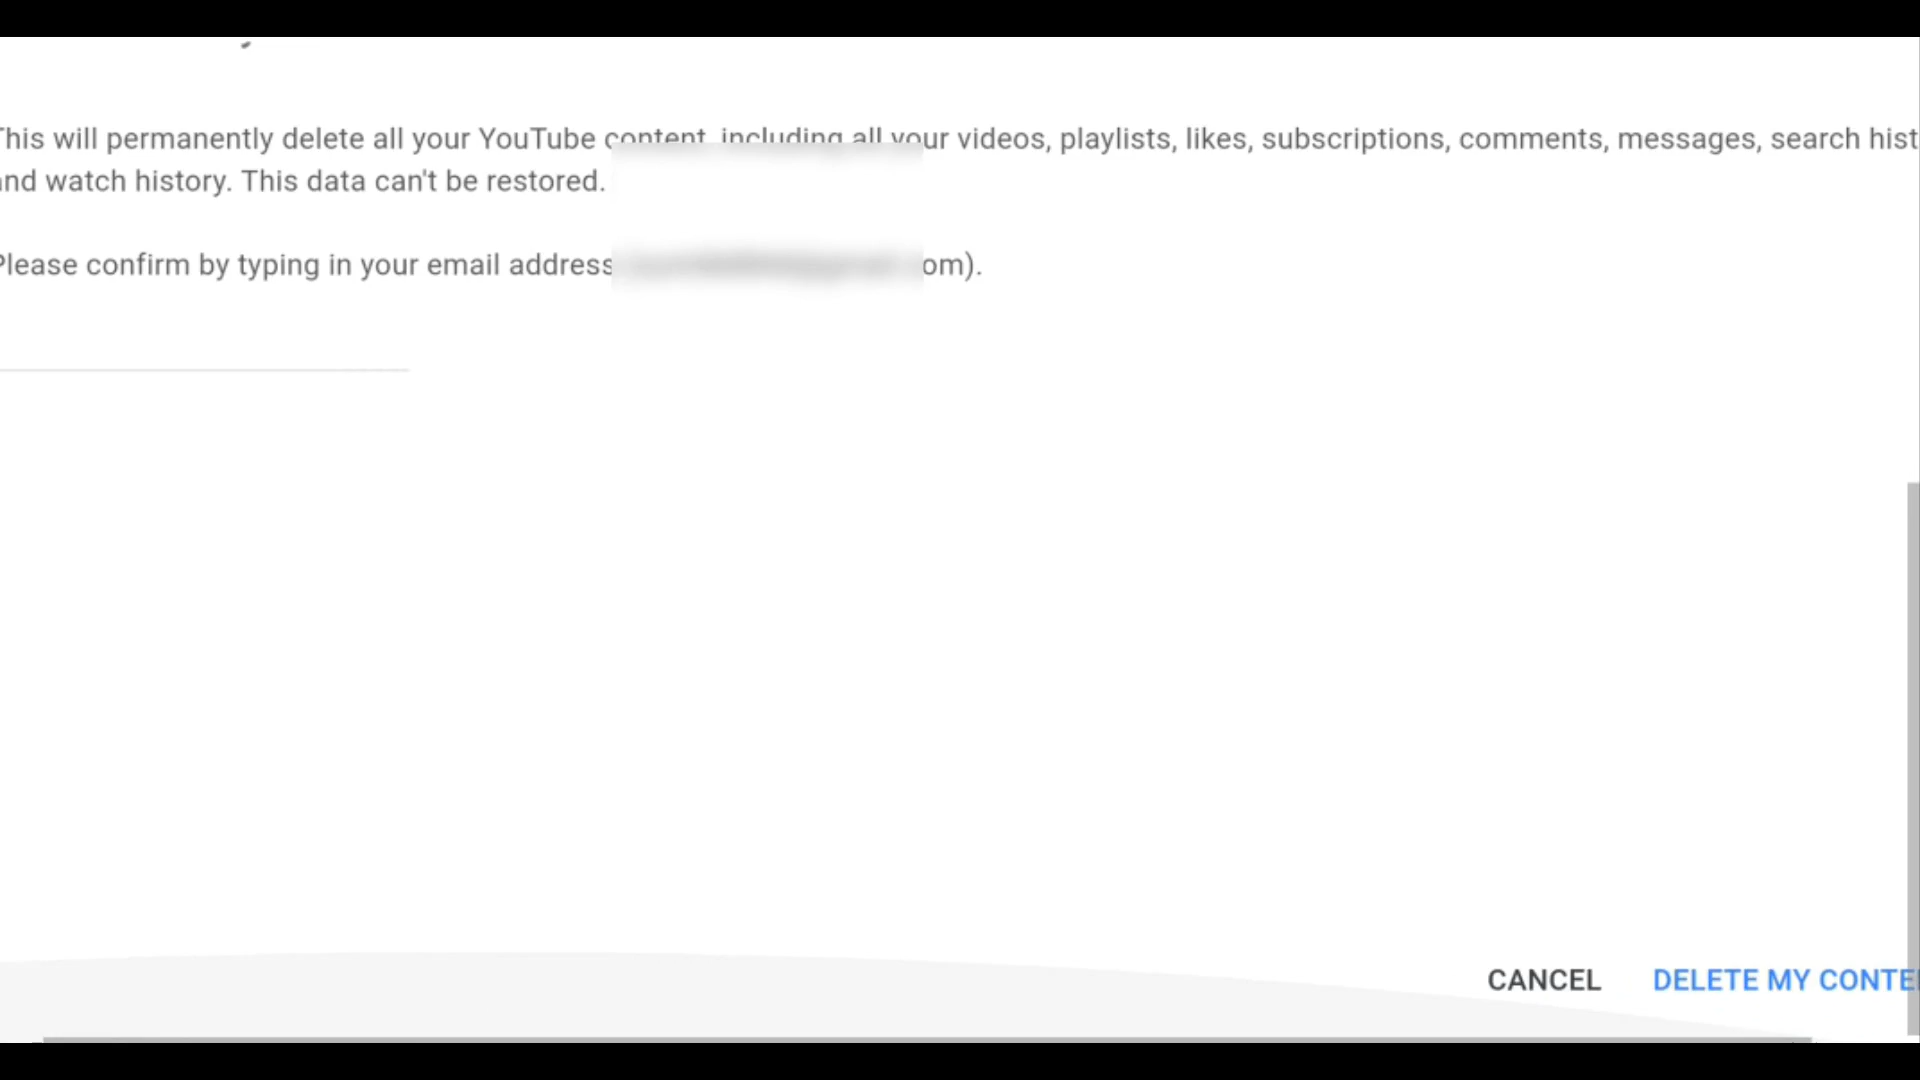 This will permanently delete all your YouTube content, including all your videos, playlists, likes, subscriptions, comments, messages, search hist
and watch history. This data can't be restored.
Please confirm by typing in your email address om).
CANCEL DELETE MY CONTE